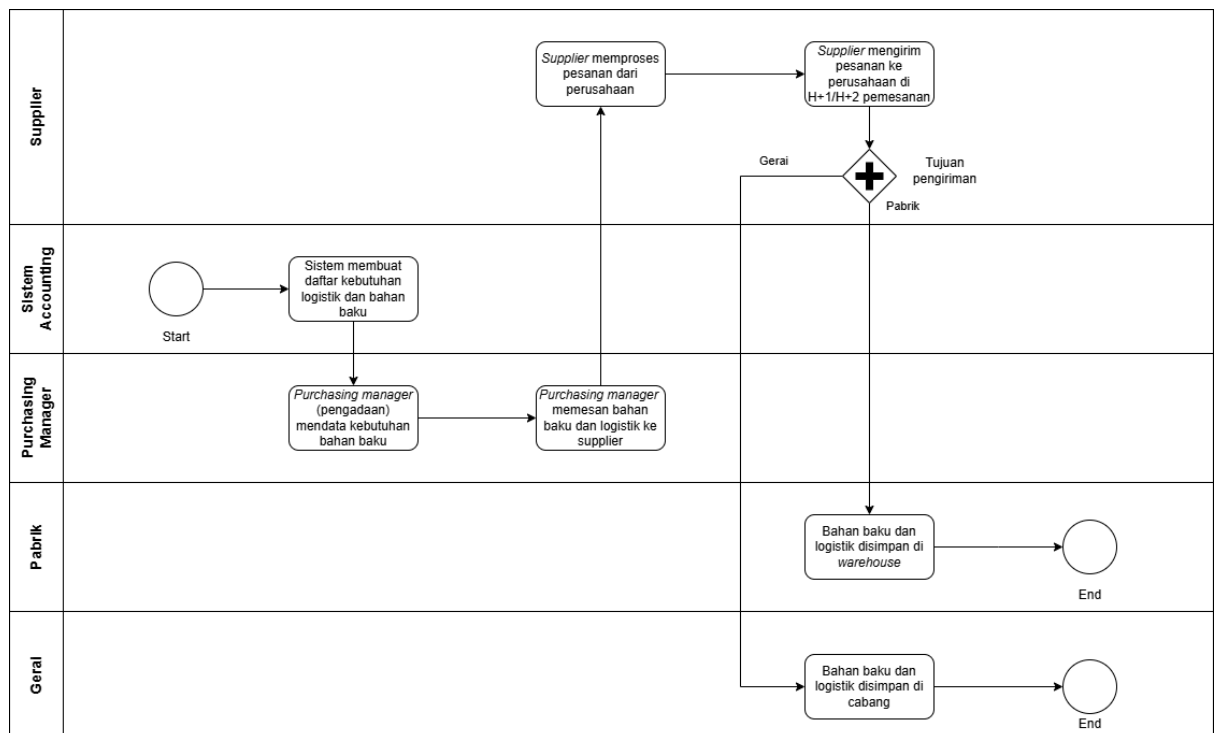 Supplier
Supplier memproses
pesanan dari
perusahaan
Supplier mengirim
pesanan ke
perusahaan di
H+1/H+2 pemesanan
Gerai
Tujuan
pengiriman
Pabrik
Sistem
Accounting
Start
Sistem membuat
daftar kebutuhan
logistik dan bahan
baku
Purchasing
Manager
Purchasing manager
(pengadaan)
mendata kebutuhan
bahan baku
Purchasing manager
memesan bahan
baku dan logistik ke
supplier
Pabrik
Bahan baku dan
logistik disimpan di
warehouse
End
Gerai
Bahan baku dan
logistik disimpan di
cabang
End